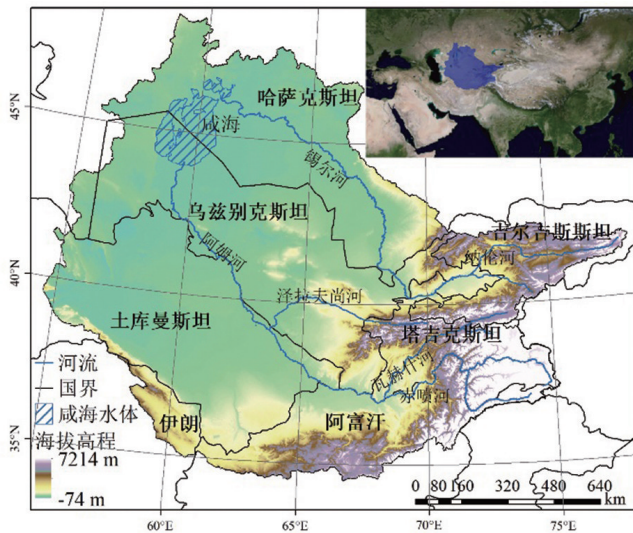 45°N
40°N
35°N
哈萨克斯坦
咸海
锡尔河
乌兹别克斯坦
吉尔吉斯斯坦
纳伦河
阿姆河
泽拉夫尚河
土库曼斯坦
塔吉克斯坦
瓦赫什河
赤喷河
伊朗
阿富汗
河流
国界
咸海水体
海拔高程
7214 m
-74 m
0 80 160 320 480 640
km
60°E 65°E 70°E 75°E